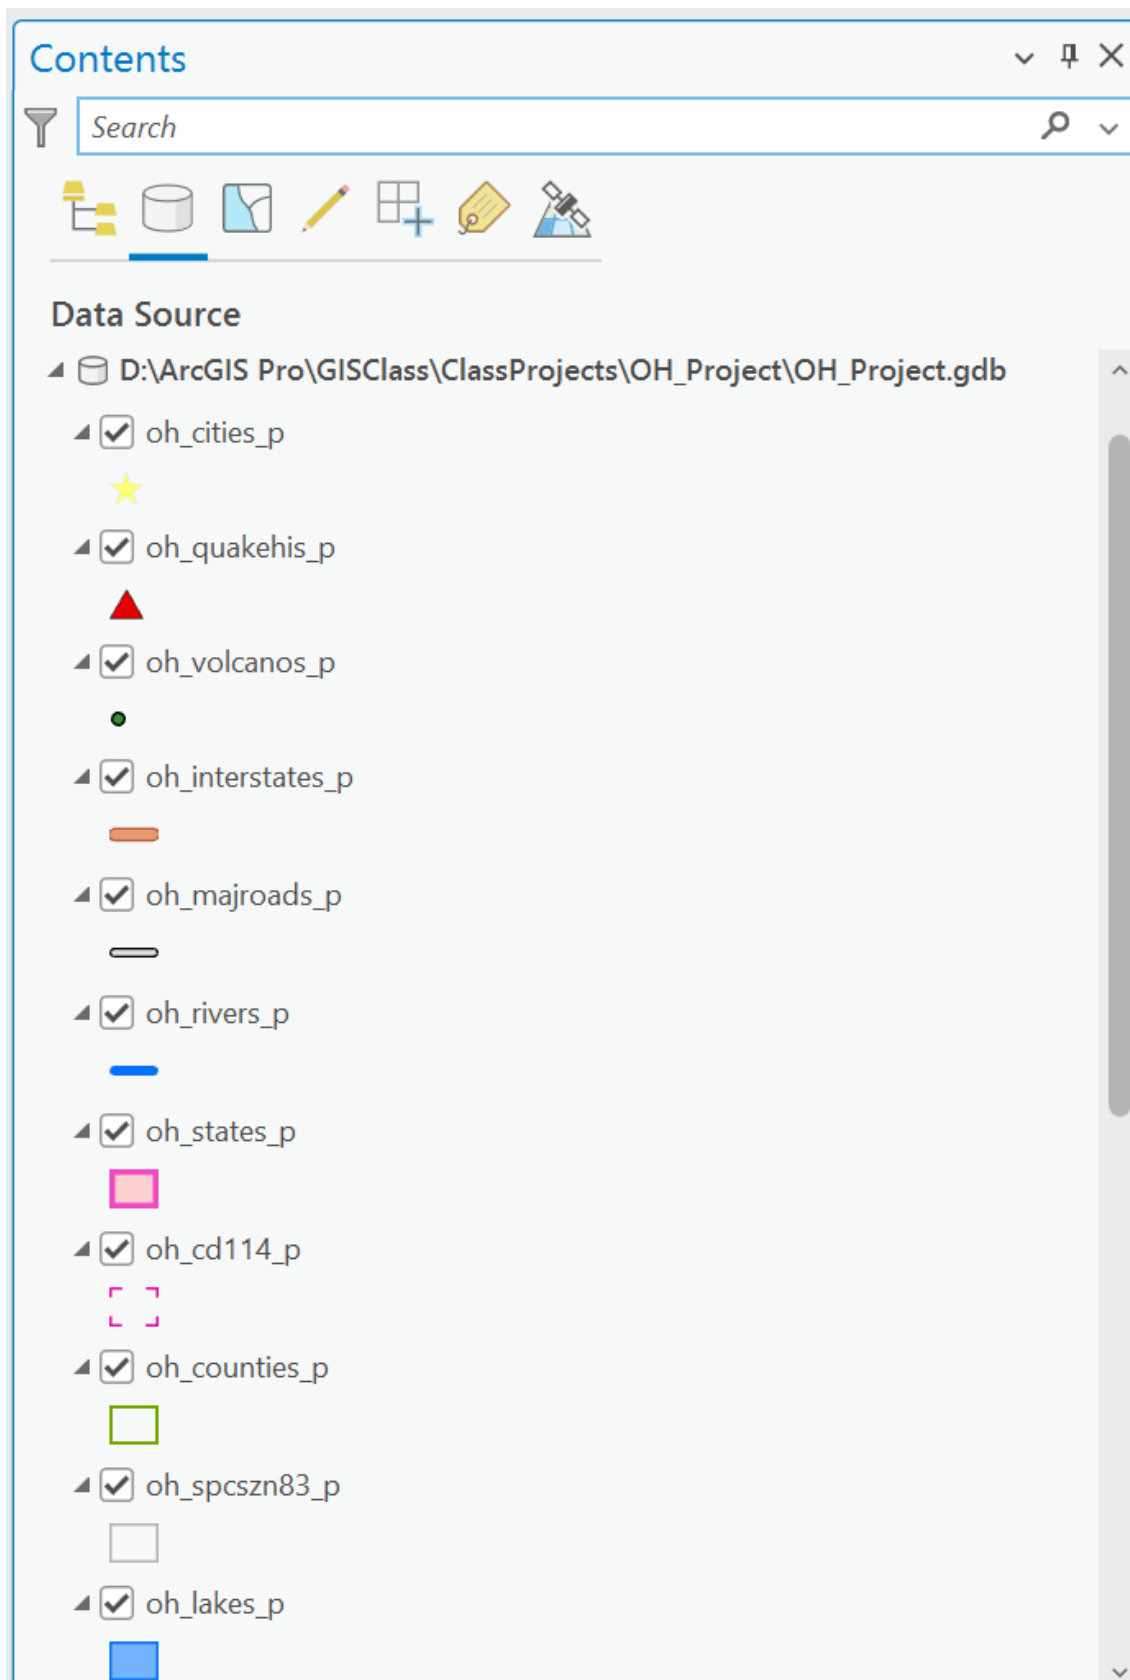 Contents
Search
Data Source
D:\ArcGIS Pro\GISClass\ClassProjects\OH_Project\OH_Project.gdb
oh_cities_p
oh_quakehis_p
oh_volcanos_p
oh_interstates_p
oh_majroads_p
oh_rivers_p
oh_states_p
oh_cd114_p
oh_counties_p
oh_spcszn83_p
oh_lakes_p